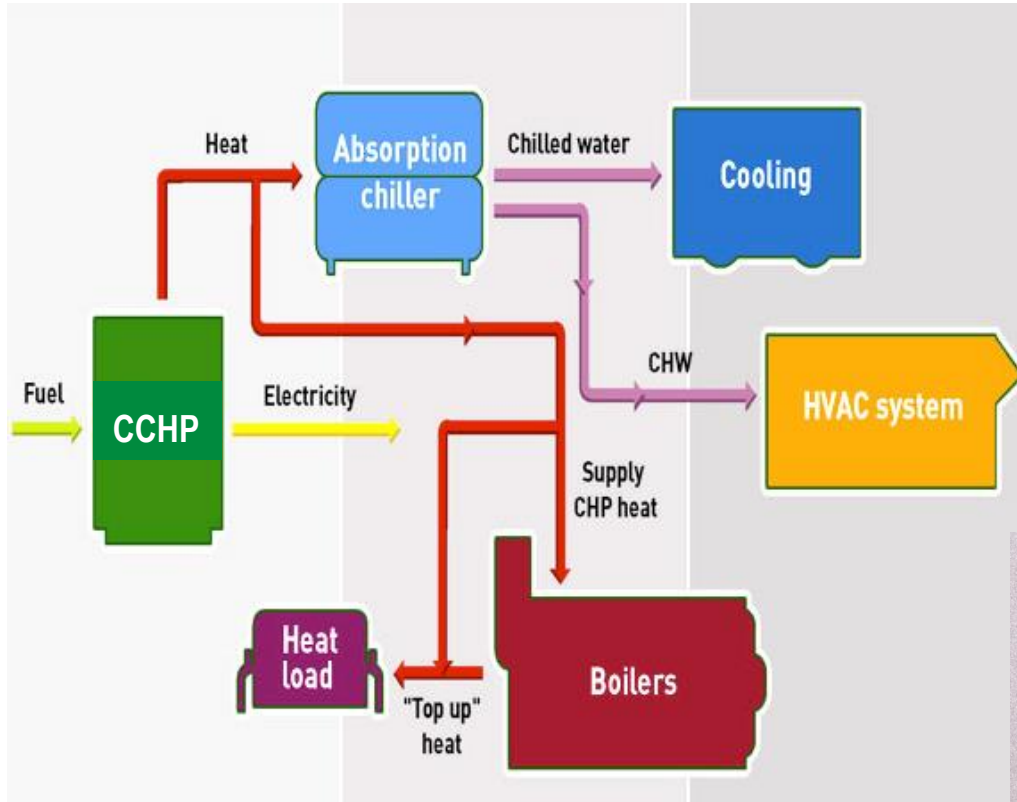 Heat
Absorption
chiller
Chilled water
Cooling
Fuel
CCHP
Electricity
CHW
HVAC system
Supply
CHP heat
Heat
load
"Top up"
heat
Boilers